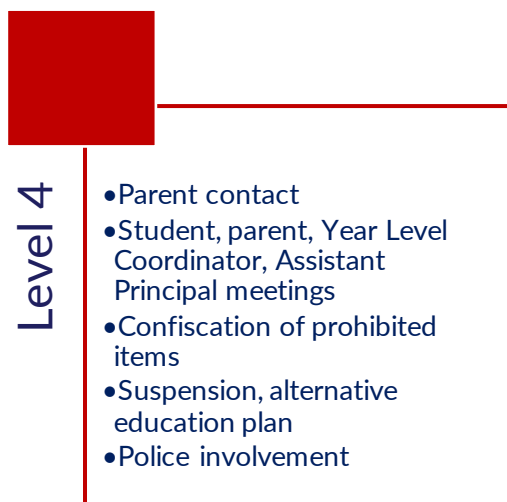 Level 4
•Parent contact
•Student, parent, Year Level
Coordinator, Assistant
Principal meetings
•Confiscation of prohibited
items
•Suspension, alternative
education plan
•Police involvement